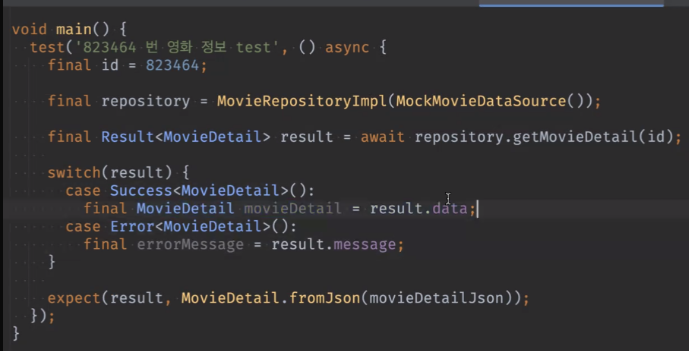 void main() {
  test('823464 번 영화 정보 test', () async {
    final id = 823464;
    final repository = MovieRepositoryImpl(MockMovieDataSource());
    final Result<MovieDetail> result = await repository.getMovieDetail(id);
    switch(result) {
      case Success<MovieDetail>():
        final MovieDetail movieDetail = result.data;
      case Error<MovieDetail>():
        final errorMessage = result.message;
    }
    expect(result, MovieDetail.fromJson(movieDetailJson));
  });
}